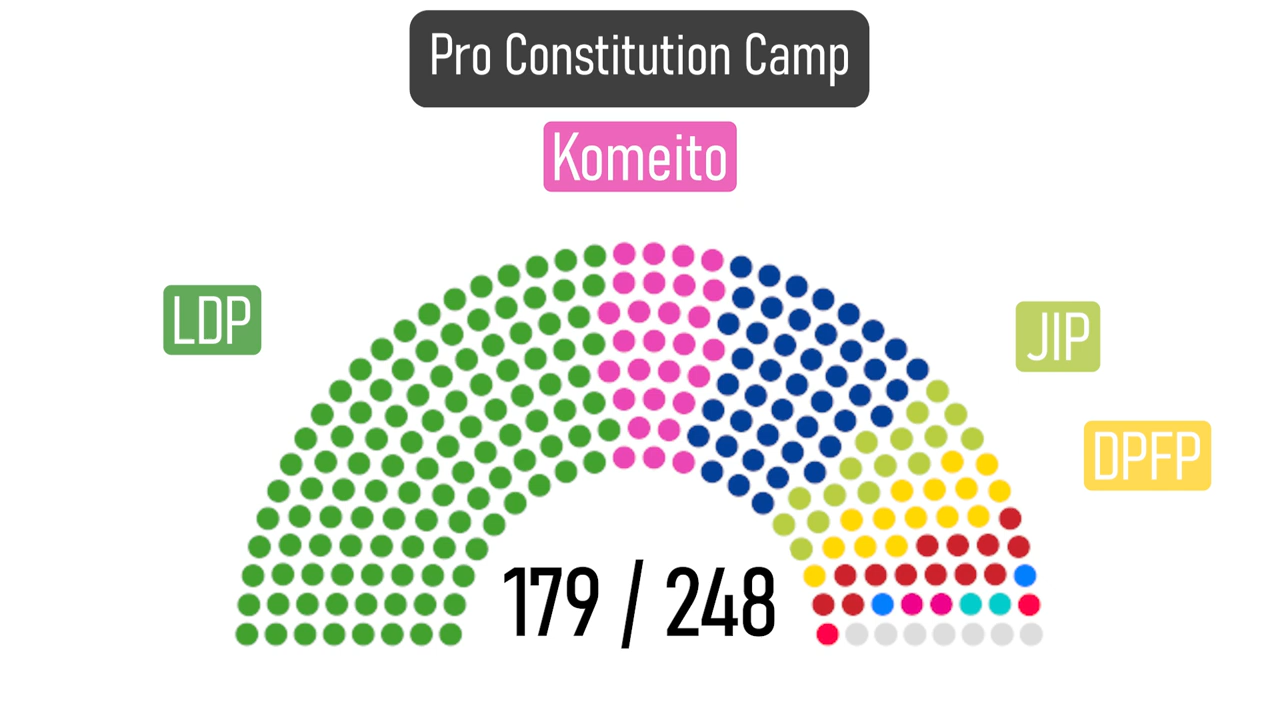 Pro Constitution Camp
Komeito
LDP
JIP
DPFP
179 / 248